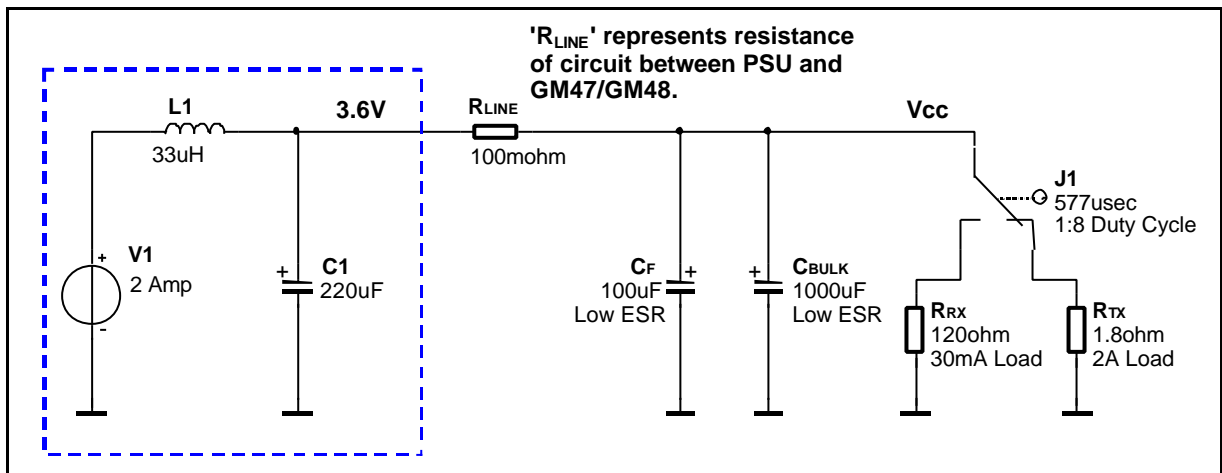 'RLINE' represents resistance
of circuit between PSU and
GM47/GM48.
L1
33uH
3.6V
RLINE
100mohm
Vcc
J1
577usec
1:8 Duty Cycle
+
V1
2 Amp
-
+
C1
220uF
CF
+
100uF
Low ESR
+
CBULK
1000uF
Low ESR
RRX
120ohm
30mA Load
RTX
1.8ohm
2A Load